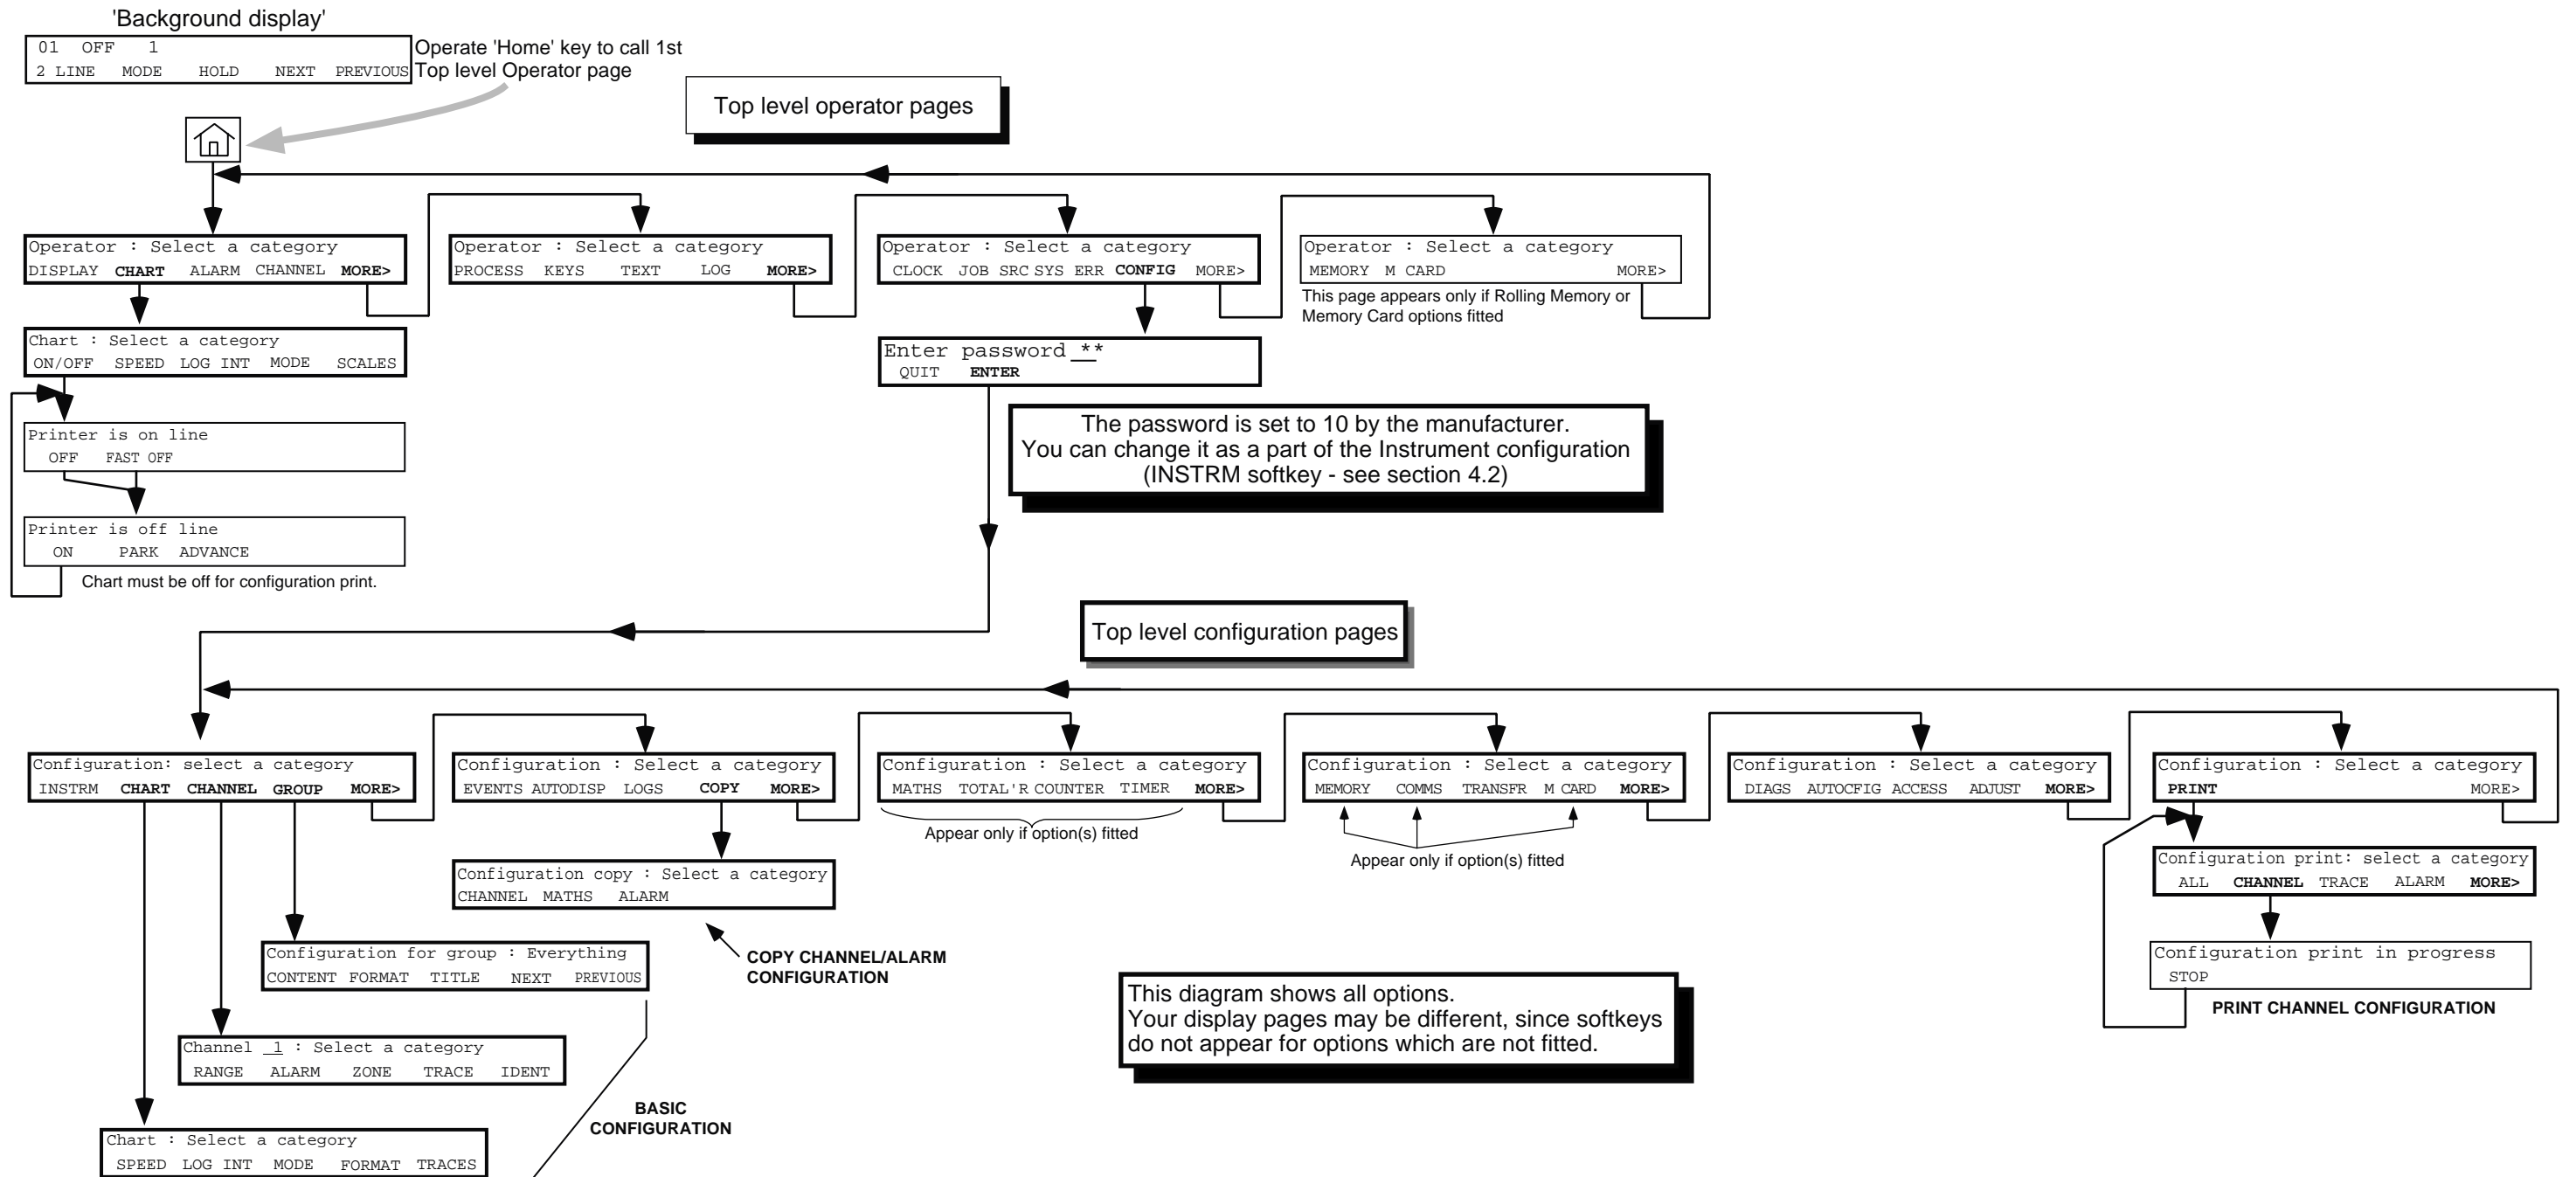 'Background display'
01 OFF 1
2 LINE MODE HOLD NEXT PREVIOUS
Operate 'Home' key to call 1st
Top level Operator page
Top level operator pages
Operator : Select a category
DISPLAY CHART ALARM CHANNEL MORE>
Operator : Select a category
PROCESS KEYS TEXT LOG MORE>
Operator : Select a category
CLOCK JOB SRC SYS ERR CONFIG MORE>
Operator : Select a category
MEMORY M CARD MORE>
This page appears only if Rolling Memory or
Memory Card options fitted
Chart : Select a category
ON/OFF SPEED LOG INT MODE SCALES
Enter password **
QUIT ENTER
Printer is on line
OFF FAST OFF
The password is set to 10 by the manufacturer.
You can change it as a part of the Instrument configuration
(INSTRM softkey - see section 4.2)
Printer is off line
ON PARK ADVANCE
Chart must be off for configuration print.
Top level configuration pages
Configuration: select a category
INSTRM CHART CHANNEL GROUP MORE>
Configuration : Select a category
EVENTS AUTODISP LOGS COPY MORE>
Configuration : Select a category
MATHS TOTAL'R COUNTER TIMER MORE>
Appear only if option(s) fitted
Configuration : Select a category
MEMORY COMMS TRANSFR M CARD MORE>
Appear only if option(s) fitted
Configuration : Select a category
DIAGS AUTOCFIG ACCESS ADJUST MORE>
Configuration : Select a category
PRINT MORE>
Configuration copy : Select a category
CHANNEL MATHS ALARM
Configuration print: select a category
ALL CHANNEL TRACE ALARM MORE>
Configuration for group : Everything
CONTENT FORMAT TITLE NEXT PREVIOUS
COPY CHANNEL/ALARM
CONFIGURATION
Configuration print in progress
STOP
PRINT CHANNEL CONFIGURATION
This diagram shows all options.
Your display pages may be different, since softkeys
do not appear for options which are not fitted.
Channel 1 : Select a category
RANGE ALARM ZONE TRACE IDENT
BASIC
CONFIGURATION
Chart : Select a category
SPEED LOG INT MODE FORMAT TRACES